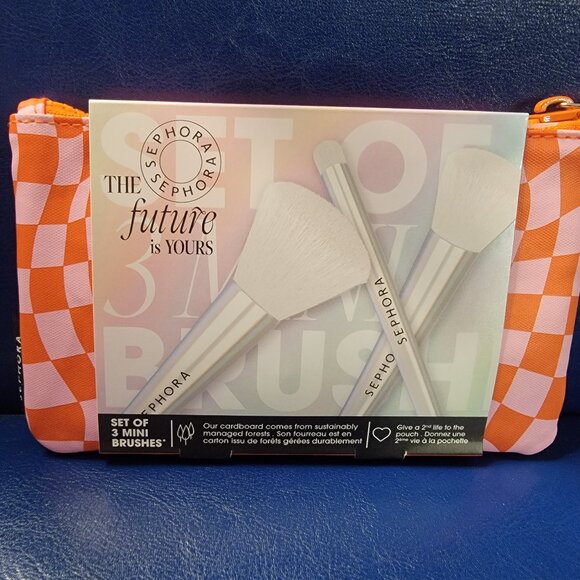 SEPHORA
SEPHORA
THE
future
is YOURS
SET OF
3 MINI
BRUSH
SEPHORA
SEPHORA
SEPHO
SET OF
3 MINI
BRUSHES*
Our cardboard comes from sustainably
managed forests . Son fourreau est en
carton issu de forêts gérées durablement
Give a 2nd life to the
pouch . Donnez une
2ème vie à la pochette
SEPHORA